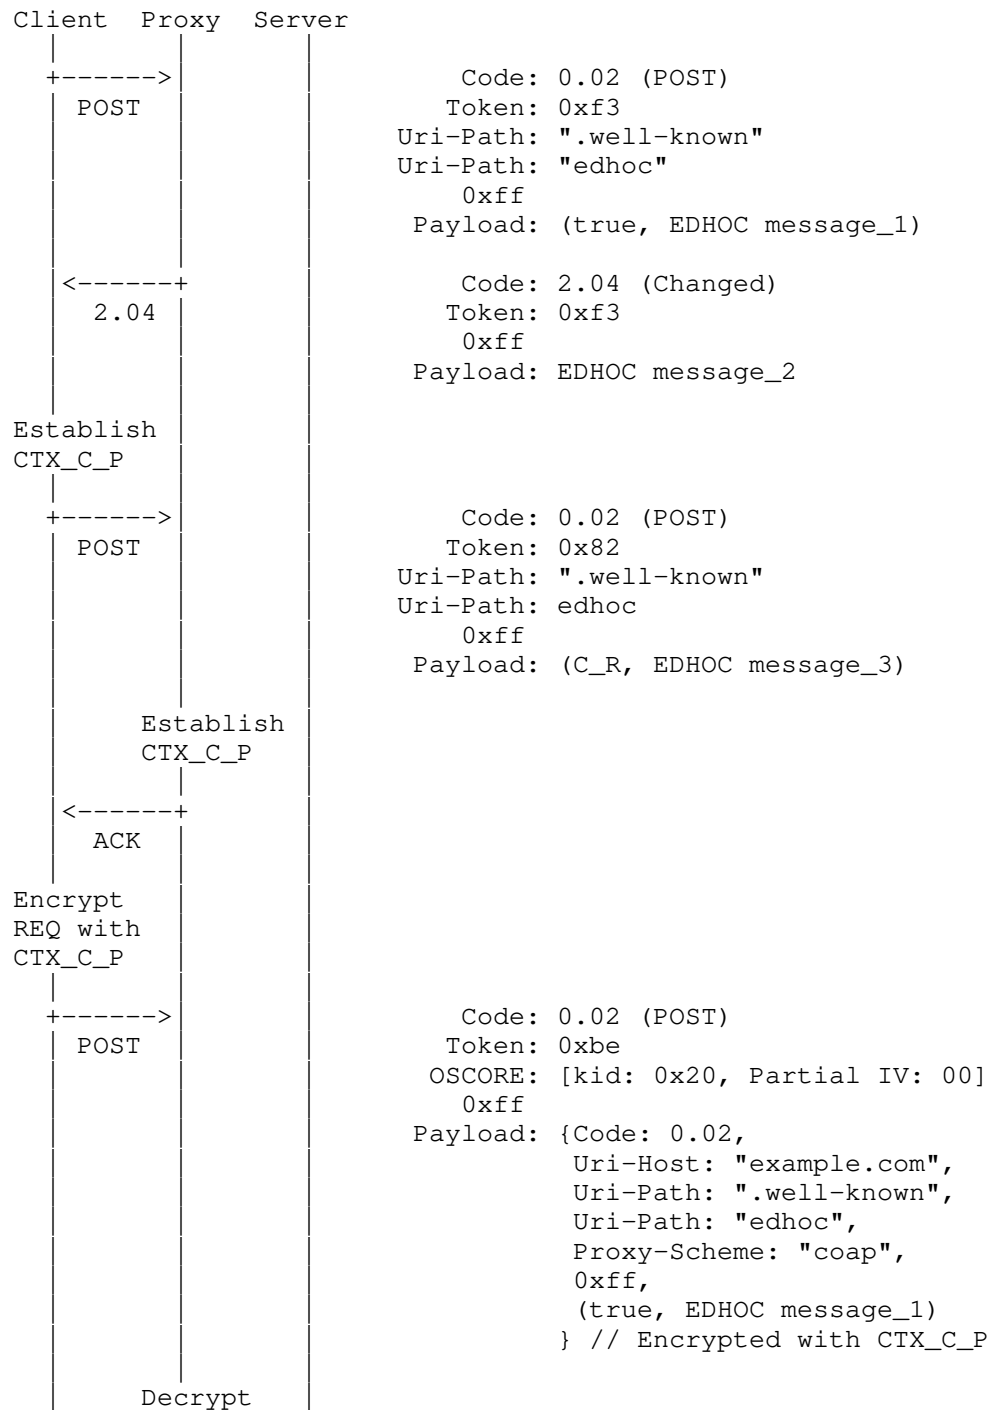 Client Proxy Server
+------>| Code: 0.02 (POST)
POST Token: 0xf3
Uri-Path: ".well-known"
Uri-Path: "edhoc"
0xff
Payload: (true, EDHOC message_1)
<------+ Code: 2.04 (Changed)
2.04 Token: 0xf3
0xff
Payload: EDHOC message_2
Establish
CTX_C_P
+------>| Code: 0.02 (POST)
POST Token: 0x82
Uri-Path: ".well-known"
Uri-Path: edhoc
0xff
Payload: (C_R, EDHOC message_3)
Establish
CTX_C_P
<------+
ACK
Encrypt
REQ with
CTX_C_P
+------>| Code: 0.02 (POST)
POST Token: 0xbe
OSCORE: [kid: 0x20, Partial IV: 00]
0xff
Payload: {Code: 0.02,
Uri-Host: "example.com",
Uri-Path: ".well-known",
Uri-Path: "edhoc",
Proxy-Scheme: "coap",
0xff,
(true, EDHOC message_1)
} // Encrypted with CTX_C_P
Decrypt